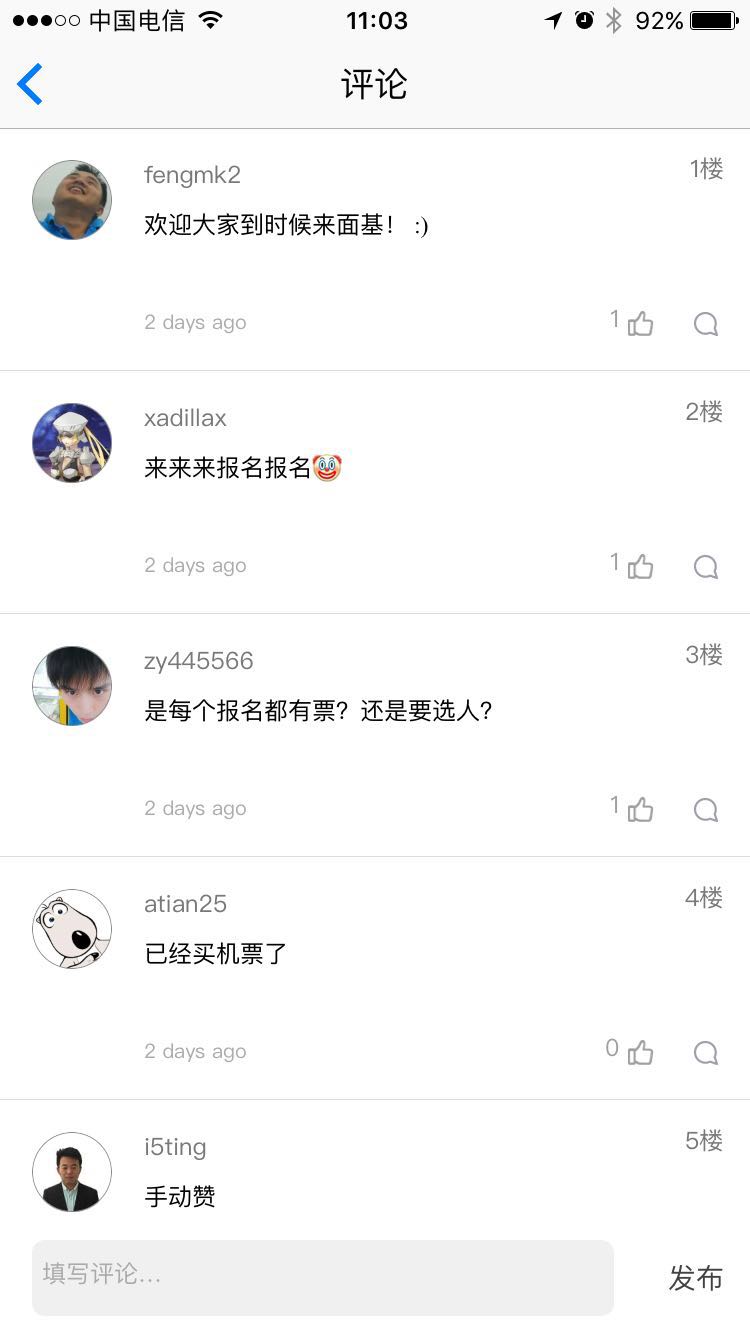 中国电信 11:03 92%
评论
fengmk2 1楼
欢迎大家到时候来面基！ :)
2 days ago 1
xadillax 2楼
来来来报名报名🤡
2 days ago 1
zy445566 3楼
是每个报名都有票？还是要选人？
2 days ago 1
atian25 4楼
已经买机票了
2 days ago 0
i5ting 5楼
手动赞
填写评论... 发布